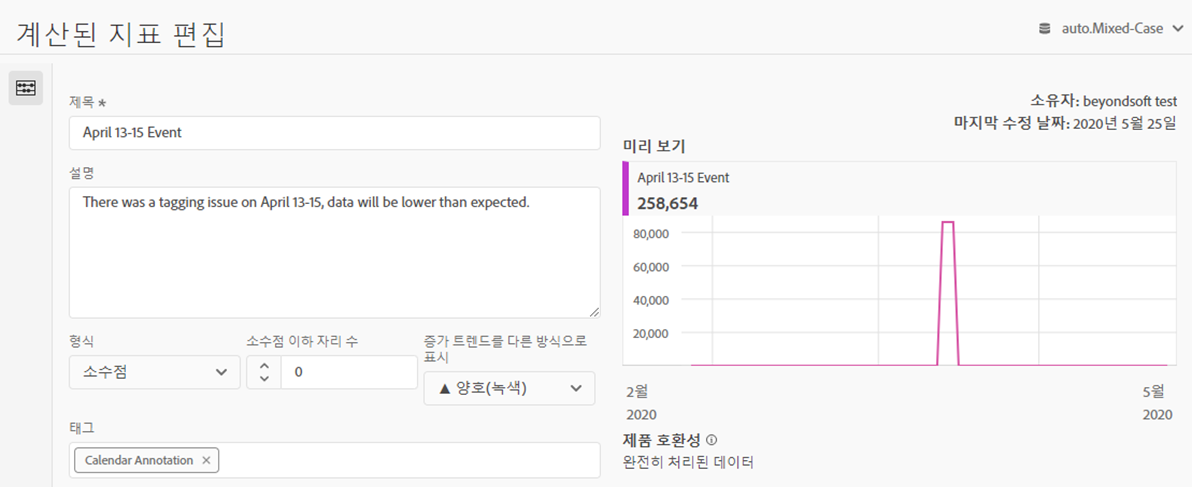 계산된 지표 편집
auto.Mixed-Case
제목 *
April 13-15 Event
설명
There was a tagging issue on April 13-15, data will be lower than expected.
형식
소수점
소수점 이하 자리 수
0
증가 트렌드를 다른 방식으로
표시
▲ 양호(녹색)
태그
Calendar Annotation ×
소유자: beyondsoft test
마지막 수정 날짜: 2020년 5월 25일
미리 보기
April 13-15 Event
258,654
80,000
60,000
40,000
20,000
2월
2020
5월
2020
제품 호환성
완전히 처리된 데이터